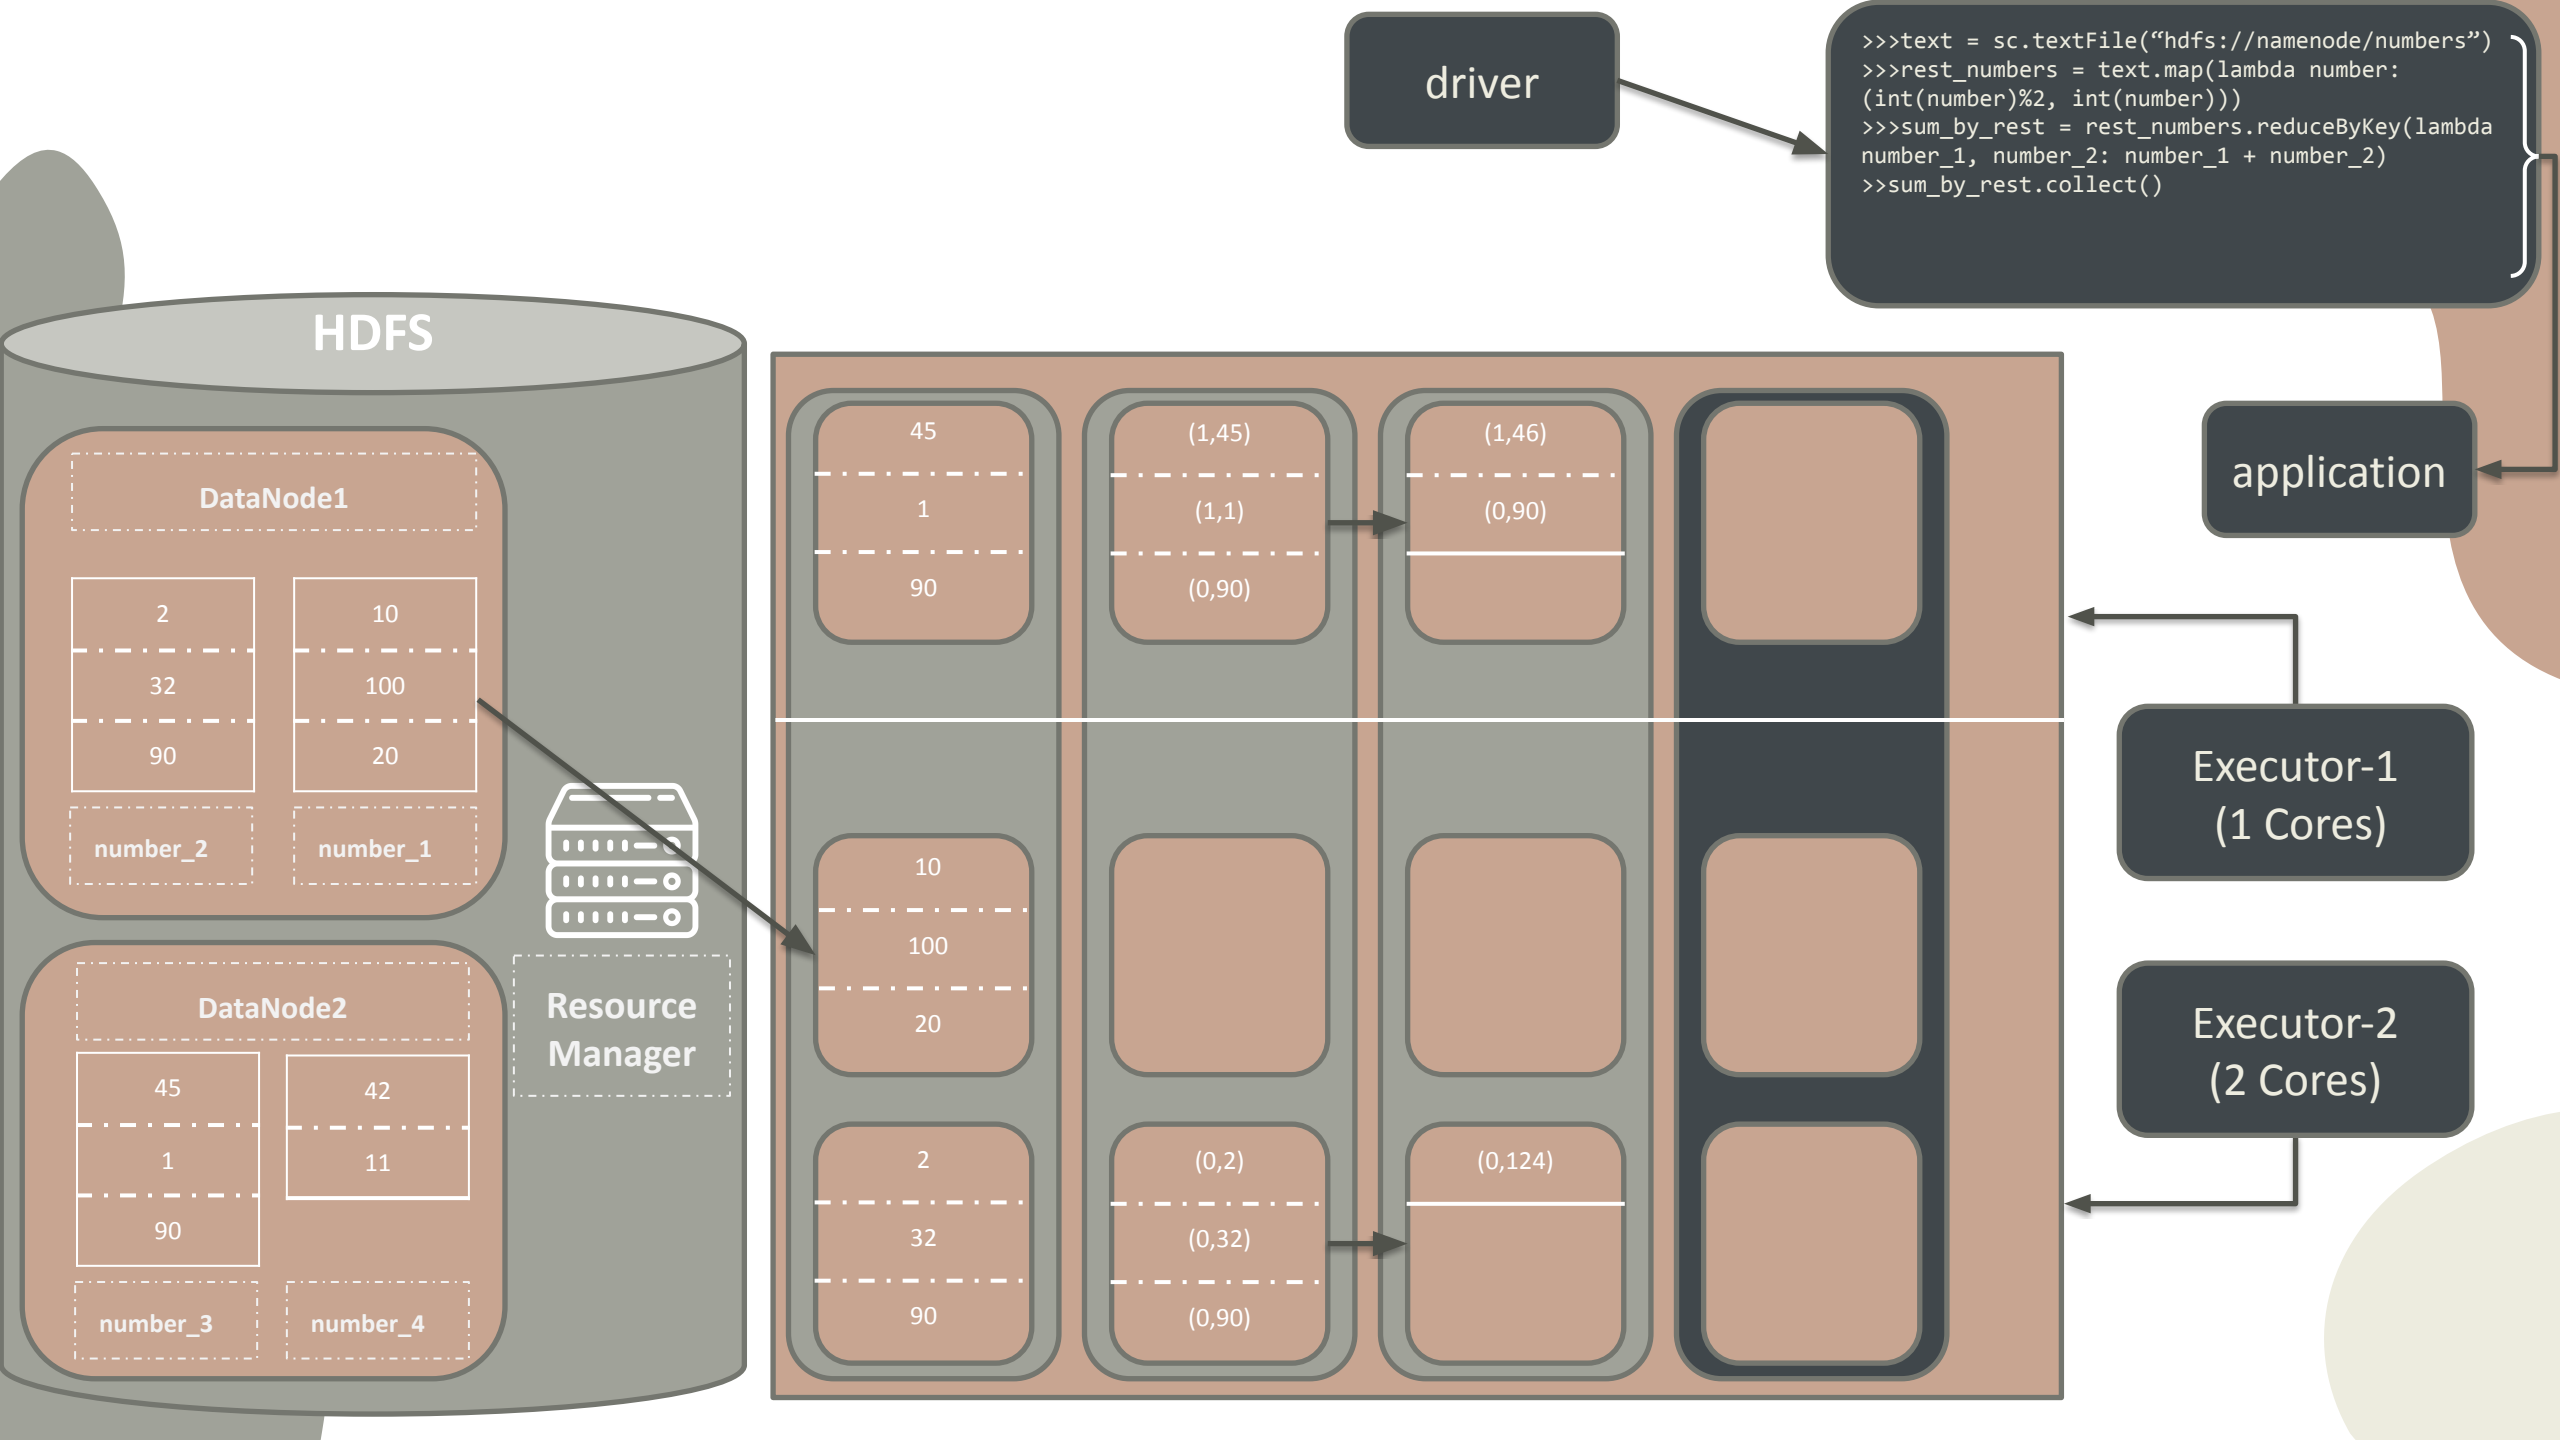 driver
>>>text = sc.textFile(“hdfs://namenode/numbers”)
>>>rest_numbers = text.map(lambda number:
(int(number)%2, int(number)))
>>>sum_by_rest = rest_numbers.reduceByKey(lambda
number_1, number_2: number_1 + number_2)
>>sum_by_rest.collect()
application
HDFS
DataNode1
2
32
90
number_2
10
100
20
number_1
DataNode2
45
1
90
number_3
42
11
number_4
Resource
Manager
45
1
90
(1,45)
(1,1)
(0,90)
(1,46)
(0,90)
10
100
20
2
32
90
(0,2)
(0,32)
(0,90)
(0,124)
Executor-1
(1 Cores)
Executor-2
(2 Cores)